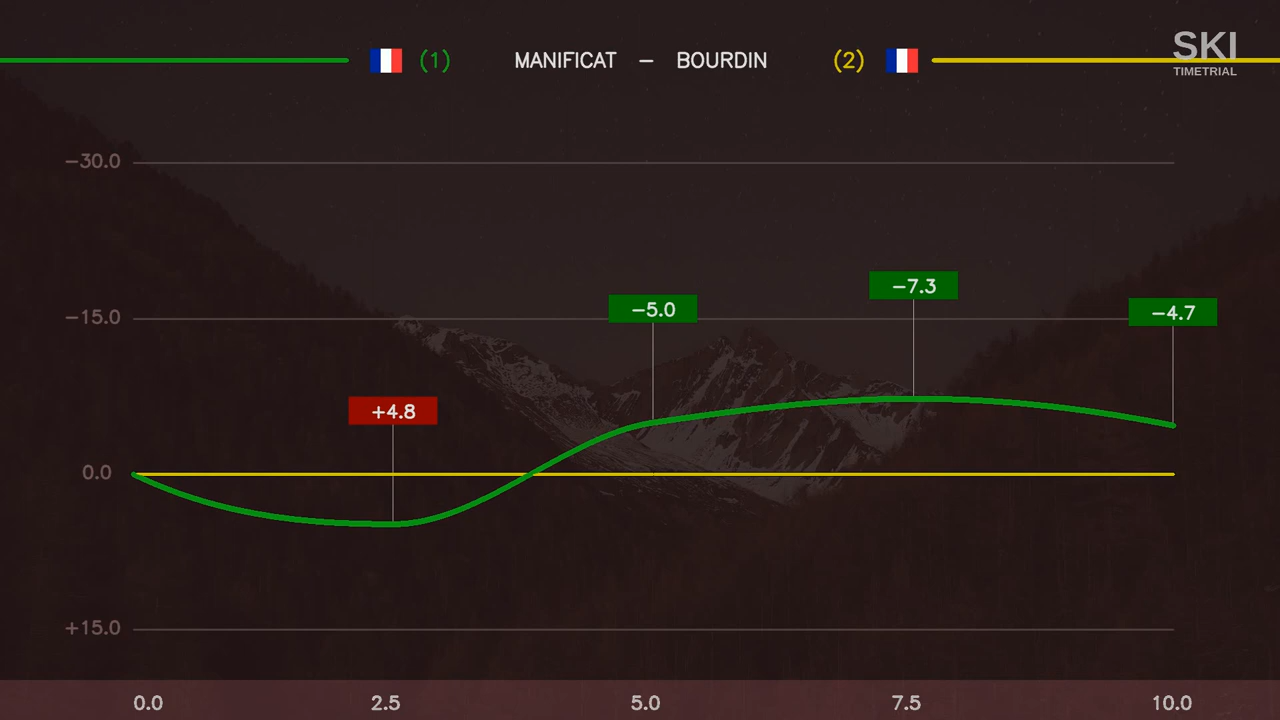 (1) MANIFICAT – BOURDIN (2)
SKI
TIMETRIAL
–30.0
–7.3
–5.0
–4.7
–15.0
+4.8
0.0
+15.0
0.0 2.5 5.0 7.5 10.0